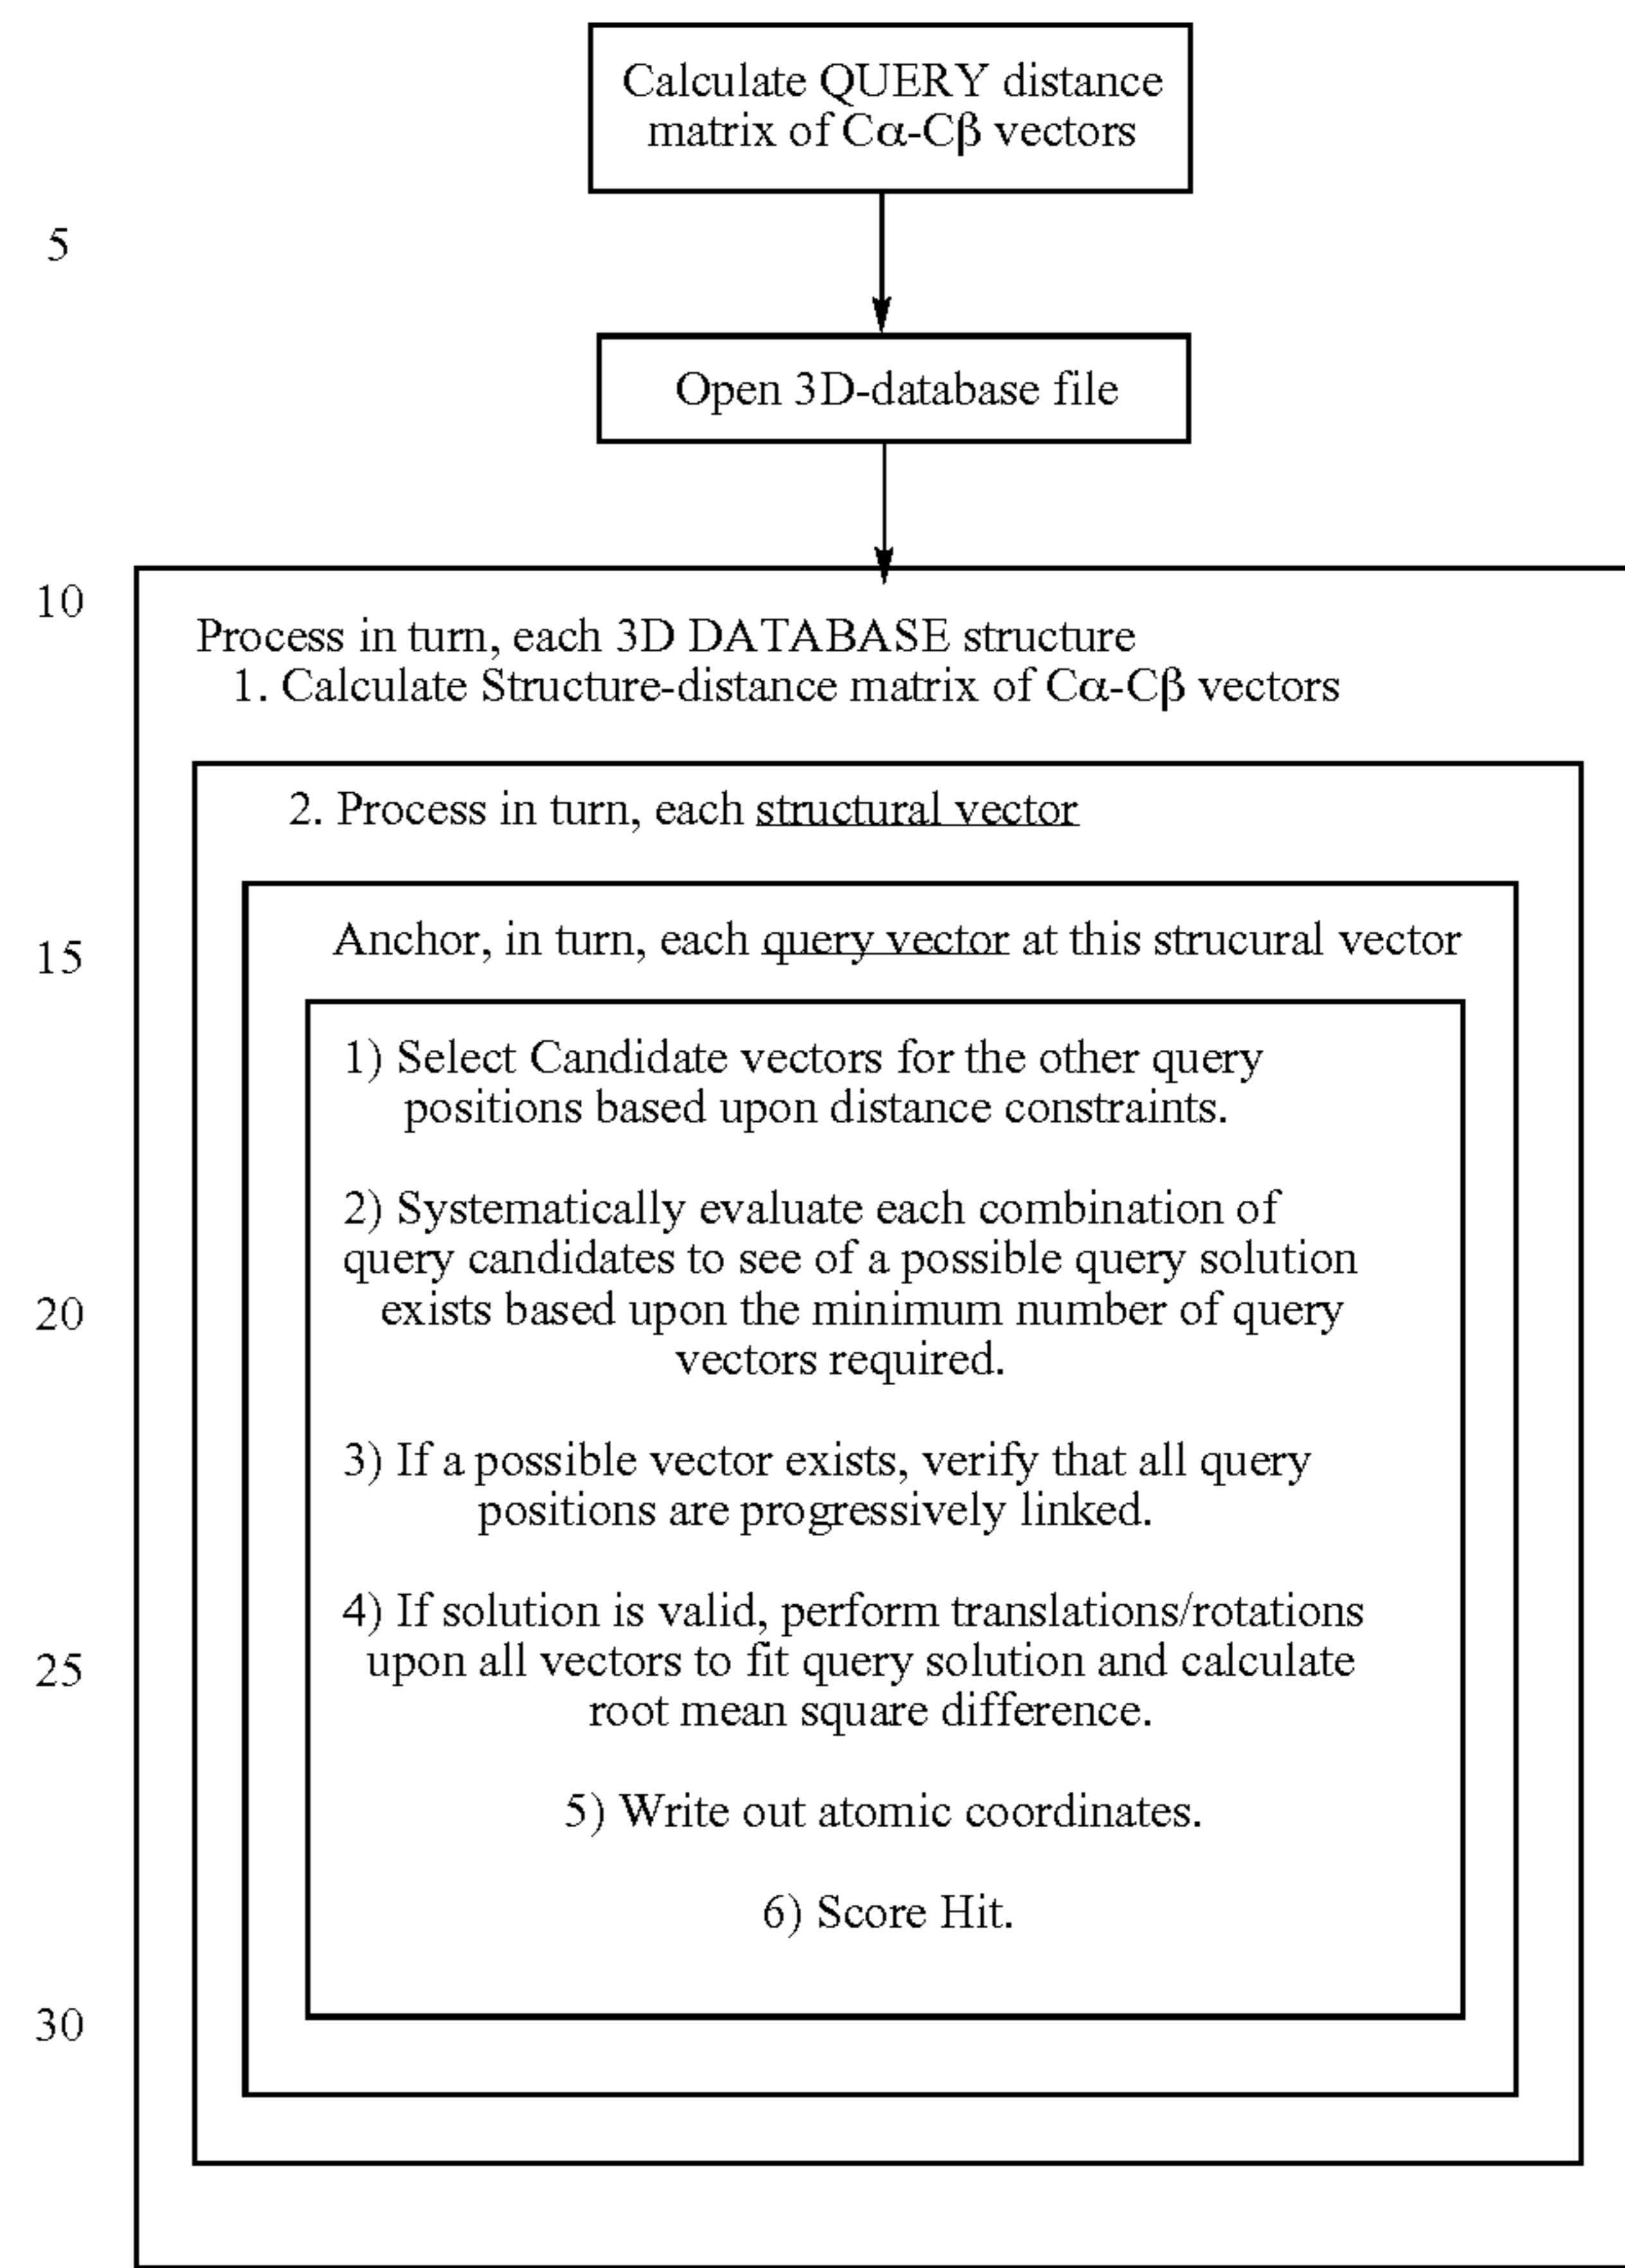 Calculate QUERY distance
matrix of Cα-Cβ vectors
5
Open 3D-database file
10
Process in turn, each 3D DATABASE structure
1. Calculate Structure-distance matrix of Cα-Cβ vectors
2. Process in turn, each structural vector
15
Anchor, in turn, each query vector at this strucural vector
1) Select Candidate vectors for the other query
positions based upon distance constraints.
2) Systematically evaluate each combination of
query candidates to see of a possible query solution
20
exists based upon the minimum number of query
vectors required.
3) If a possible vector exists, verify that all query
positions are progressively linked.
4) If solution is valid, perform translations/rotations
25
upon all vectors to fit query solution and calculate
root mean square difference.
5) Write out atomic coordinates.
6) Score Hit.
30